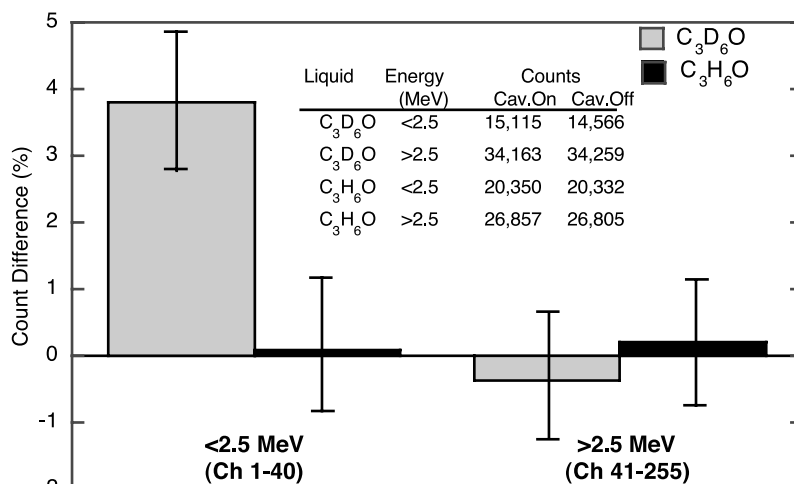 5
4
3
2
1
0
-1
Count Difference (%)
C3D6O
C3H6O
Liquid Energy (MeV) Counts
Cav.On Cav.Off
C3D6O <2.5 15,115 14,566
C3D6O >2.5 34,163 34,259
C3H6O <2.5 20,350 20,332
C3H6O >2.5 26,857 26,805
<2.5 MeV
(Ch 1-40)
>2.5 MeV
(Ch 41-255)